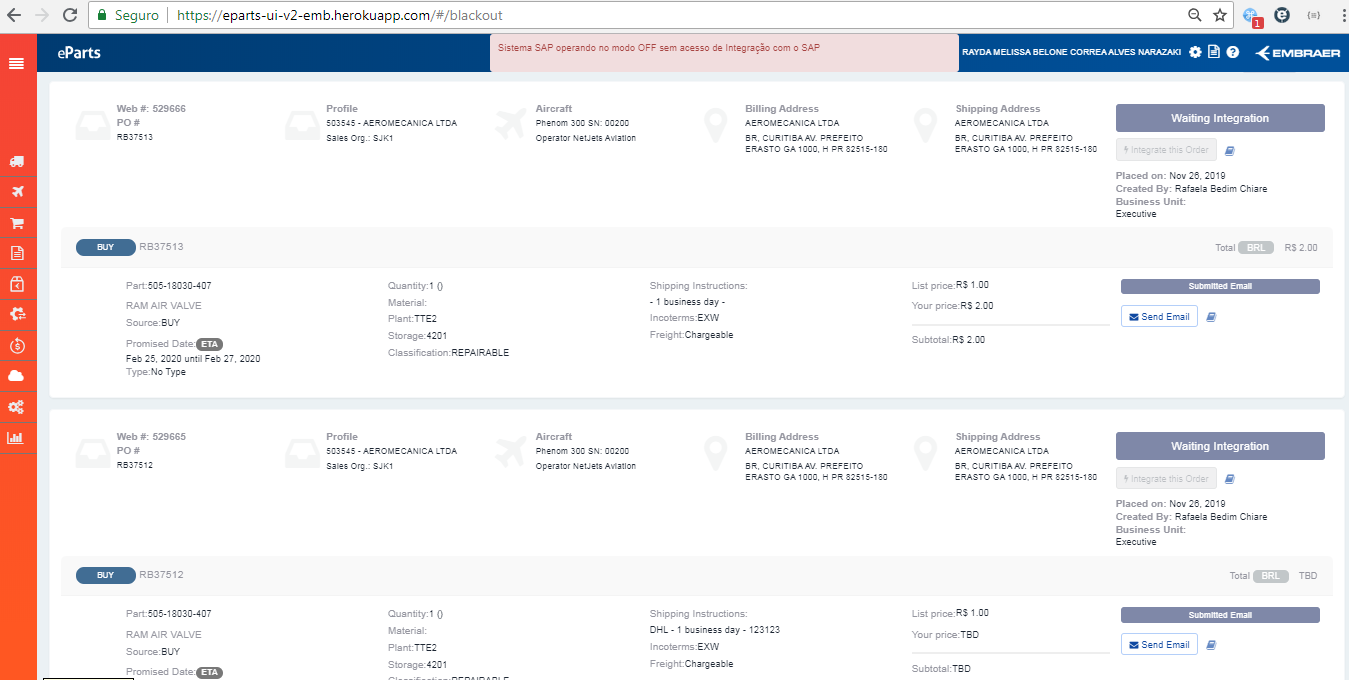 Seguro
https://eparts-ui-v2-emb.herokuapp.com/#/blackout
1
eParts
Sistema SAP operando no modo OFF sem acesso de Integração com o SAP
RAYDA MELISSA BELONE CORREA ALVES NARAZAKI
EMBRAER
Web #: 529666
PO #
RB37513
Profile
503545 - AEROMECANICA LTDA
Sales Org.: SJK1
Aircraft
Phenom 300 SN: 00200
Operator NetJets Aviation
Billing Address
AEROMECANICA LTDA
BR, CURITIBA AV. PREFEITO
ERASTO GA 1000, H PR 82515-180
Shipping Address
AEROMECANICA LTDA
BR, CURITIBA AV. PREFEITO
ERASTO GA 1000, H PR 82515-180
Waiting Integration
Integrate this Order
Placed on: Nov 26, 2019
Created By: Rafaela Bedim Chiare
Business Unit:
Executive
BUY RB37513
Total BRL R$ 2.00
Part:505-18030-407
RAM AIR VALVE
Source:BUY
Promised Date: ETA
Feb 25, 2020 until Feb 27, 2020
Type:No Type
Quantity:1 ()
Material:
Plant:TTE2
Storage:4201
Classification:REPAIRABLE
Shipping Instructions:
- 1 business day -
Incoterms:EXW
Freight:Chargeable
List price:R$ 1.00
Your price:R$ 2.00
Subtotal:R$ 2.00
Submitted Email
Send Email
Web #: 529665
PO #
RB37512
Profile
503545 - AEROMECANICA LTDA
Sales Org.: SJK1
Aircraft
Phenom 300 SN: 00200
Operator NetJets Aviation
Billing Address
AEROMECANICA LTDA
BR, CURITIBA AV. PREFEITO
ERASTO GA 1000, H PR 82515-180
Shipping Address
AEROMECANICA LTDA
BR, CURITIBA AV. PREFEITO
ERASTO GA 1000, H PR 82515-180
Waiting Integration
Integrate this Order
Placed on: Nov 26, 2019
Created By: Rafaela Bedim Chiare
Business Unit:
Executive
BUY RB37512
Total BRL TBD
Part:505-18030-407
RAM AIR VALVE
Source:BUY
Promised Date: ETA
Quantity:1 ()
Material:
Plant:TTE2
Storage:4201
Classification:REPAIRABLE
Shipping Instructions:
DHL - 1 business day - 123123
Incoterms:EXW
Freight:Chargeable
List price:R$ 1.00
Your price:TBD
Subtotal:TBD
Submitted Email
Send Email